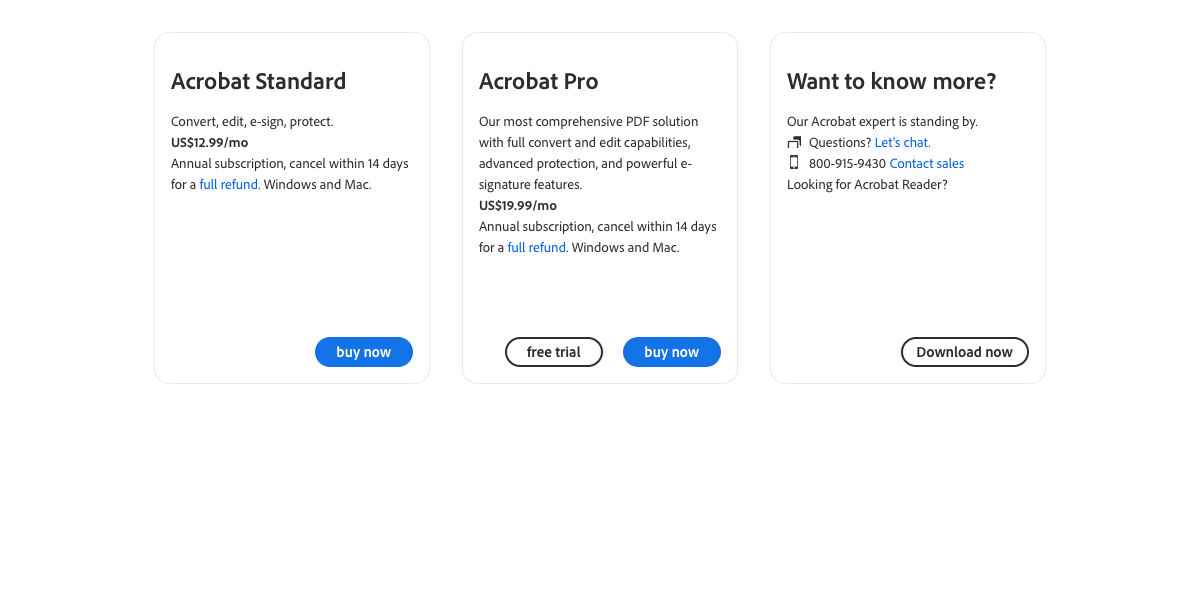 Acrobat Standard
Convert, edit, e-sign, protect.
US$12.99/mo
Annual subscription, cancel within 14 days
for a full refund. Windows and Mac.
buy now
Acrobat Pro
Our most comprehensive PDF solution
with full convert and edit capabilities,
advanced protection, and powerful e-
signature features.
US$19.99/mo
Annual subscription, cancel within 14 days
for a full refund. Windows and Mac.
free trial
buy now
Want to know more?
Our Acrobat expert is standing by.
Questions? Let's chat.
800-915-9430 Contact sales
Looking for Acrobat Reader?
Download now